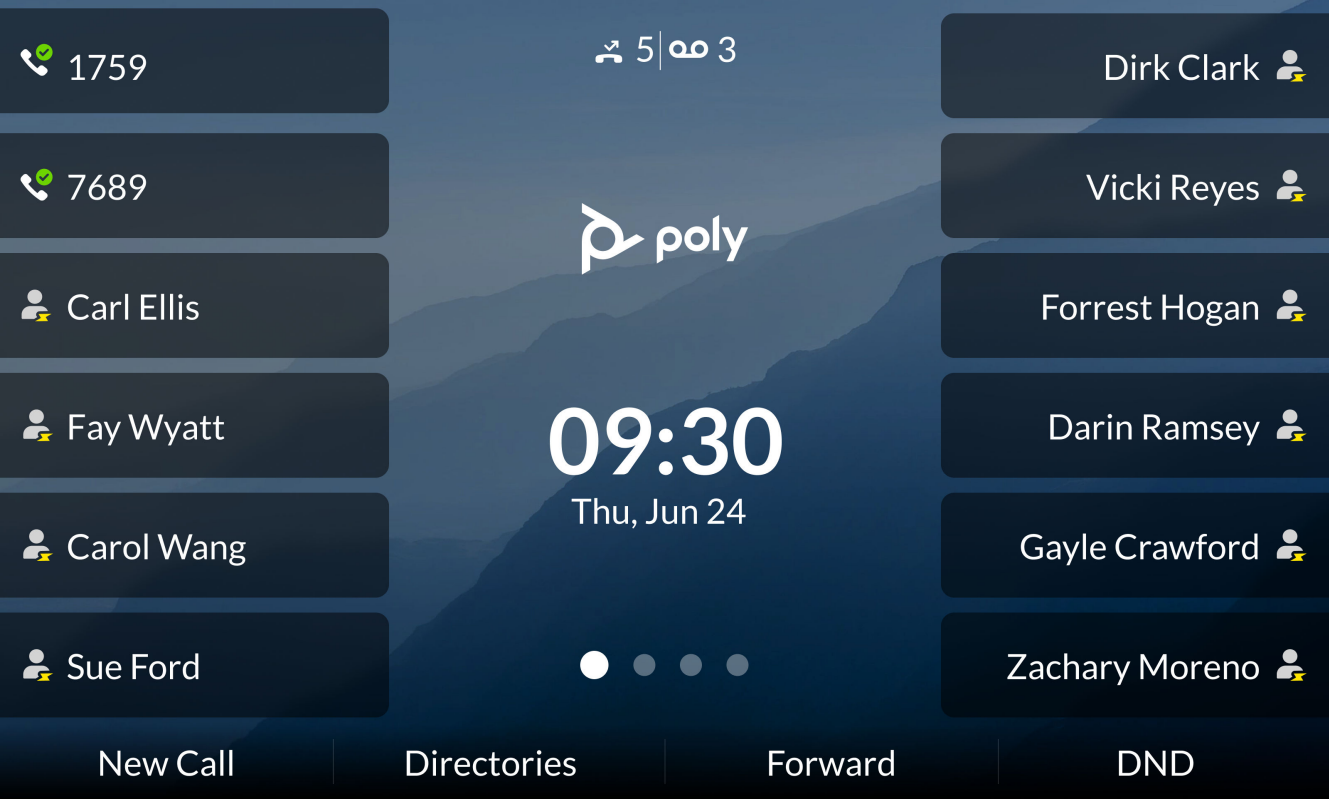 1759
7689
Carl Ellis
Fay Wyatt
Carol Wang
Sue Ford
5 3
poly
09:30
Thu, Jun 24
Dirk Clark
Vicki Reyes
Forrest Hogan
Darin Ramsey
Gayle Crawford
Zachary Moreno
New Call Directories Forward DND